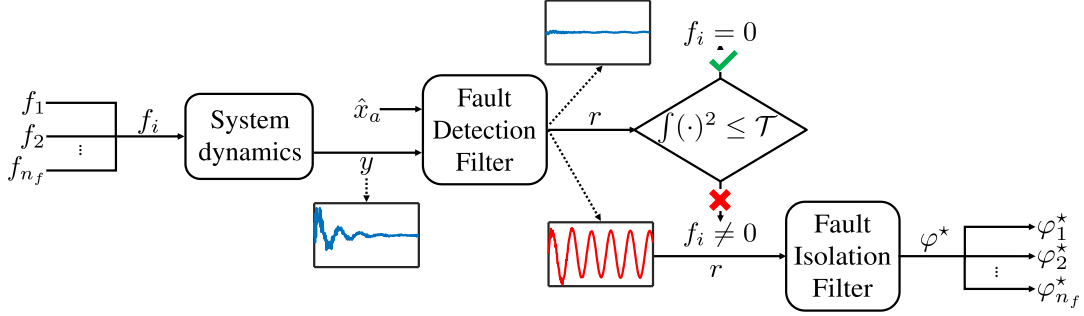 f_1
f_2
⋮
f_{n_f}
f_i
System
dynamics
y
x̂_a
Fault
Detection
Filter
r
f_i = 0
∫(·)^2 ≤ 𝒯
f_i ≠ 0
r
Fault
Isolation
Filter
φ^⋆
φ_1^⋆
φ_2^⋆
⋮
φ_{n_f}^⋆